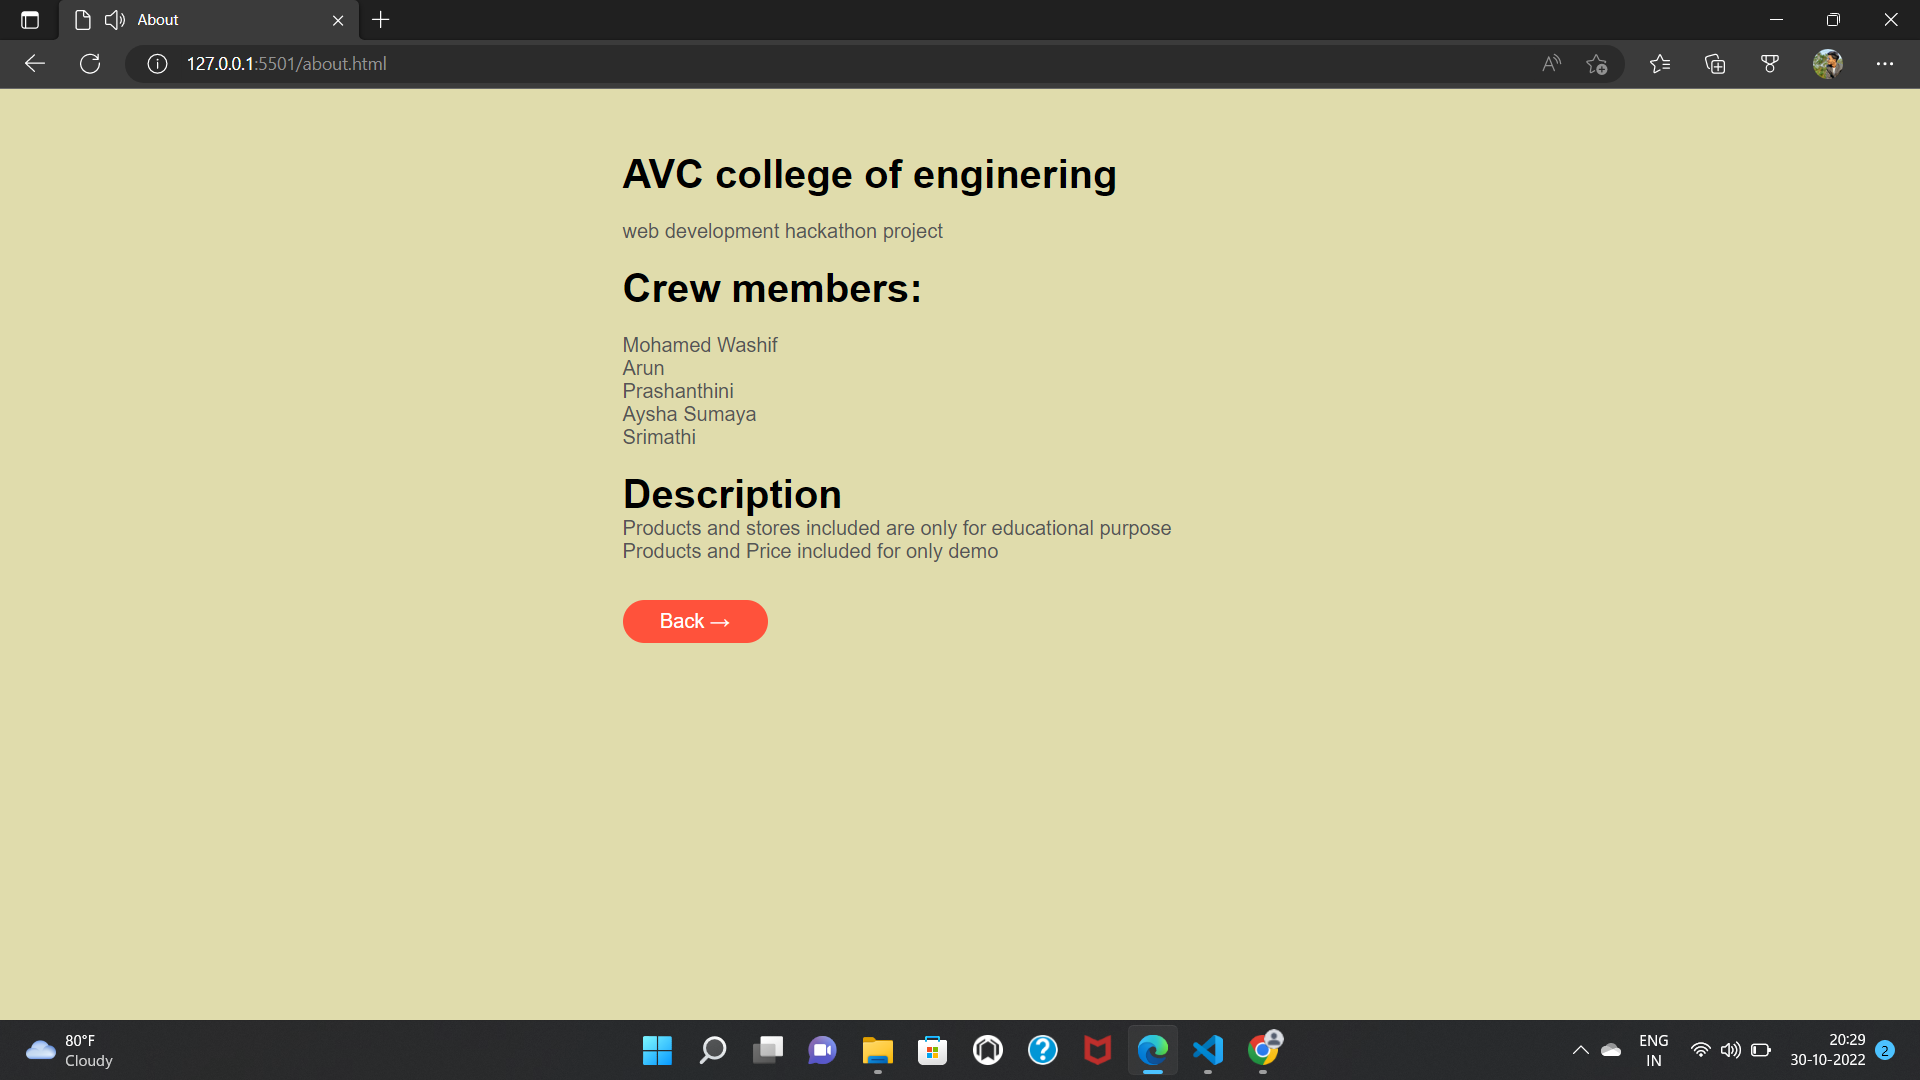 About
127.0.0.1:5501/about.html
AVC college of enginering
web development hackathon project
Crew members:
Mohamed Washif
Arun
Prashanthini
Aysha Sumaya
Srimathi
Description
Products and stores included are only for educational purpose
Products and Price included for only demo
Back →
80°F
Cloudy
ENG
IN
20:29
30-10-2022
2